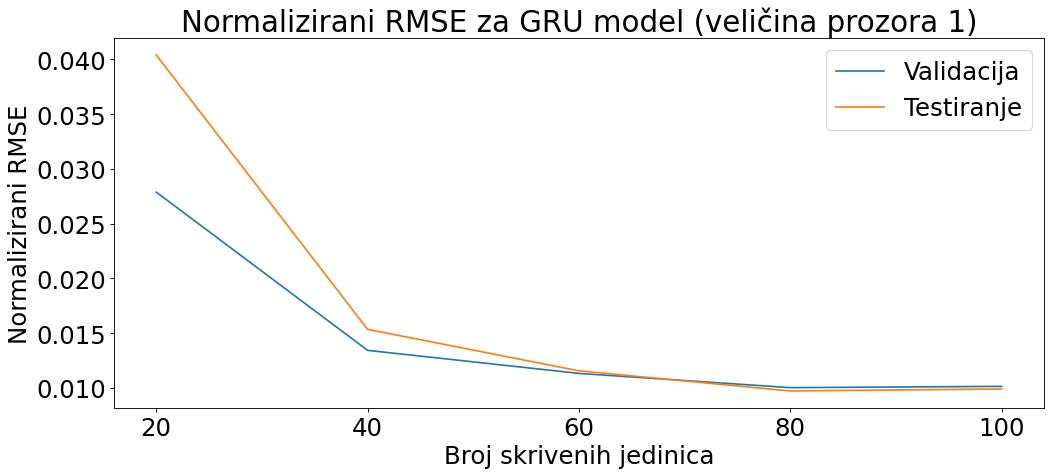 Normalizirani RMSE za GRU model (veličina prozora 1)
Validacija
Testiranje
Normalizirani RMSE
0.040
0.035
0.030
0.025
0.020
0.015
0.010
20 40 60 80 100
Broj skrivenih jedinica